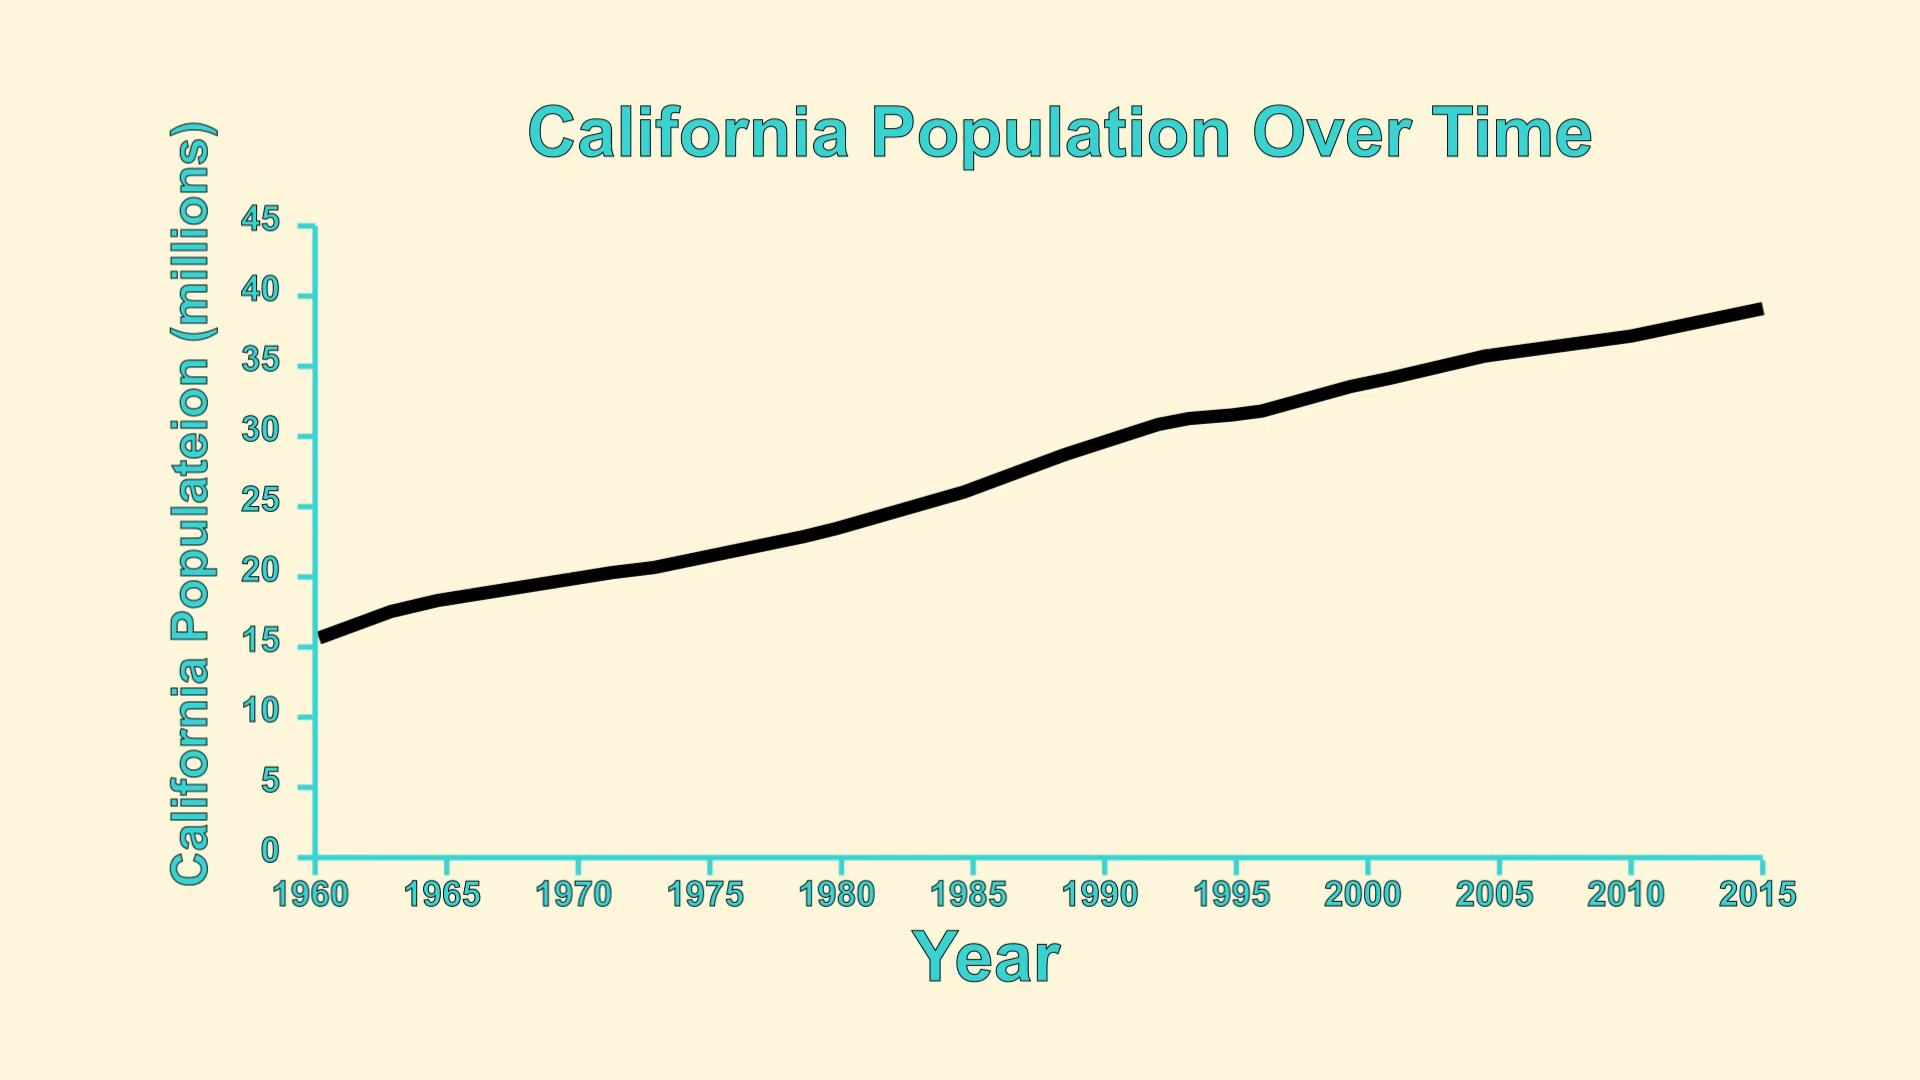 California Population Over Time
California Populateion (millions)
45
40
35
30
25
20
15
10
5
0
1960 1965 1970 1975 1980 1985 1990 1995 2000 2005 2010 2015
Year